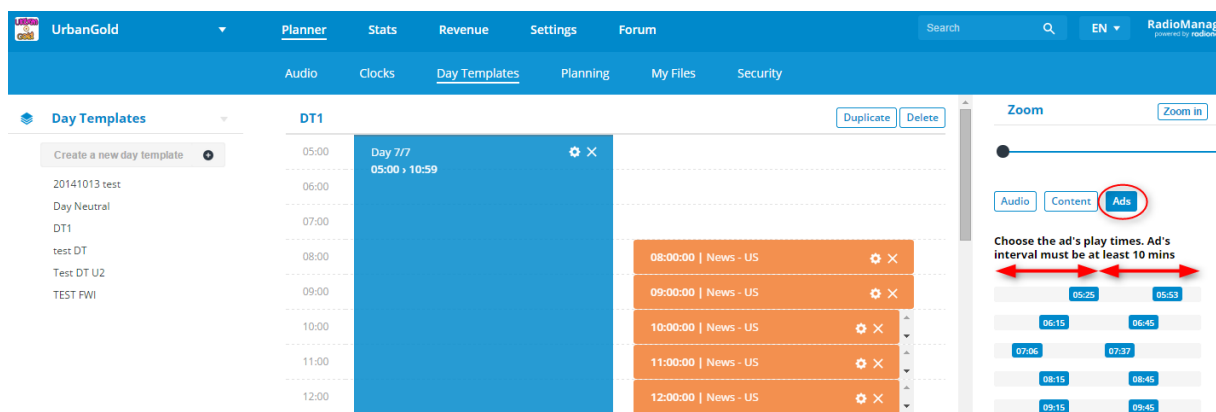 URBAN GOLD UrbanGold Planner Stats Revenue Settings Forum Search EN RadioManag
powered by radion
Audio Clocks Day Templates Planning My Files Security
Day Templates
Create a new day template
20141013 test
Day Neutral
DT1
test DT
Test DT U2
TEST FWI
DT1 Duplicate Delete
05:00 Day 7/7
05:00 › 10:59
06:00
07:00
08:00 08:00:00 | News - US
09:00 09:00:00 | News - US
10:00 10:00:00 | News - US
11:00 11:00:00 | News - US
12:00 12:00:00 | News - US
Zoom Zoom in
Audio Content Ads
Choose the ad's play times. Ad's
interval must be at least 10 mins
05:25 05:53
06:15 06:45
07:06 07:37
08:15 08:45
09:15 09:45